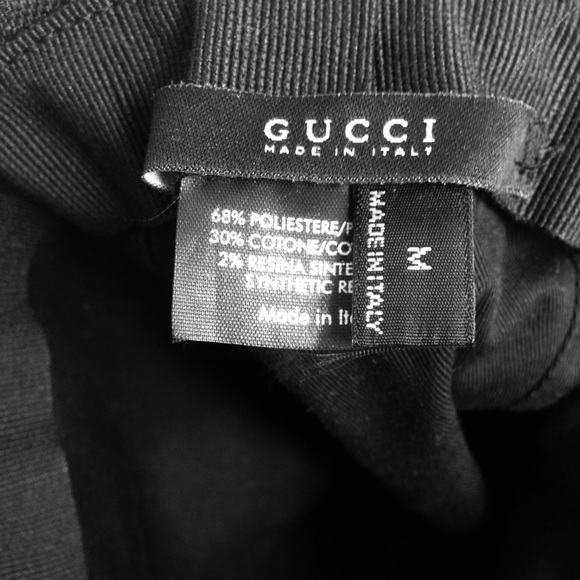 GUCCI
MADE IN ITALY
68% POLIESTERE/P
30% COTONE/CO
2% RESINA SINTE
SYNTHETIC RE
Made in Ita
MADE IN ITALY
M